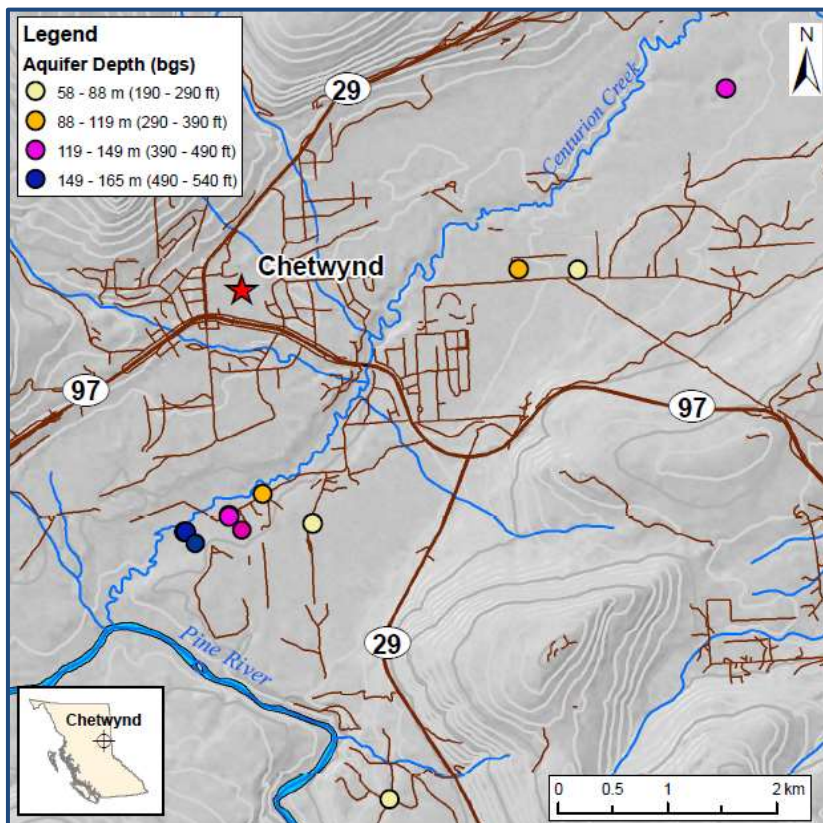 Legend
Aquifer Depth (bgs)
58 - 88 m (190 - 290 ft)
88 - 119 m (290 - 390 ft)
119 - 149 m (390 - 490 ft)
149 - 165 m (490 - 540 ft)
N
29
Centurion Creek
Chetwynd
97
97
29
Pine River
Chetwynd
0 0.5 1 2 km